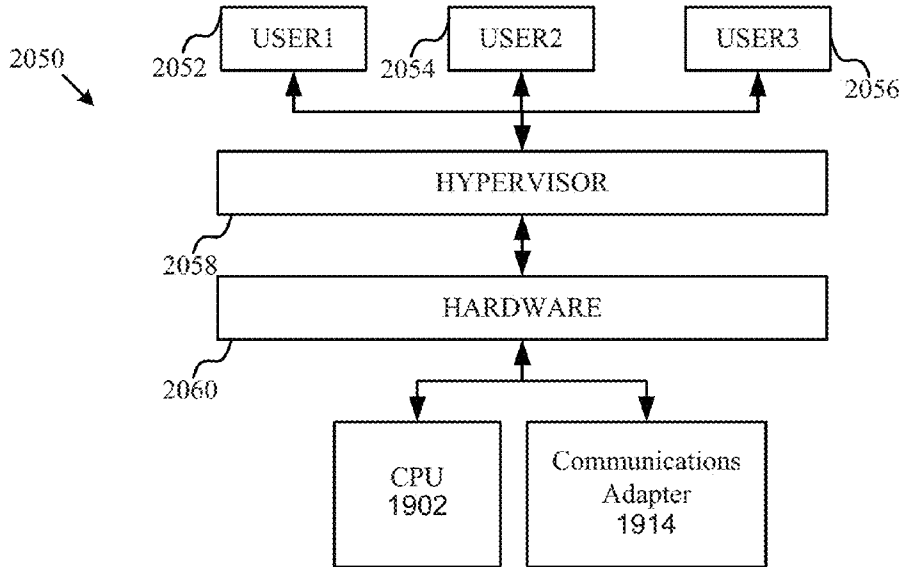 USER1
USER2
USER3
2050
2052
2054
2056
HYPERVISOR
2058
HARDWARE
2060
CPU
1902
Communications
Adapter
1914